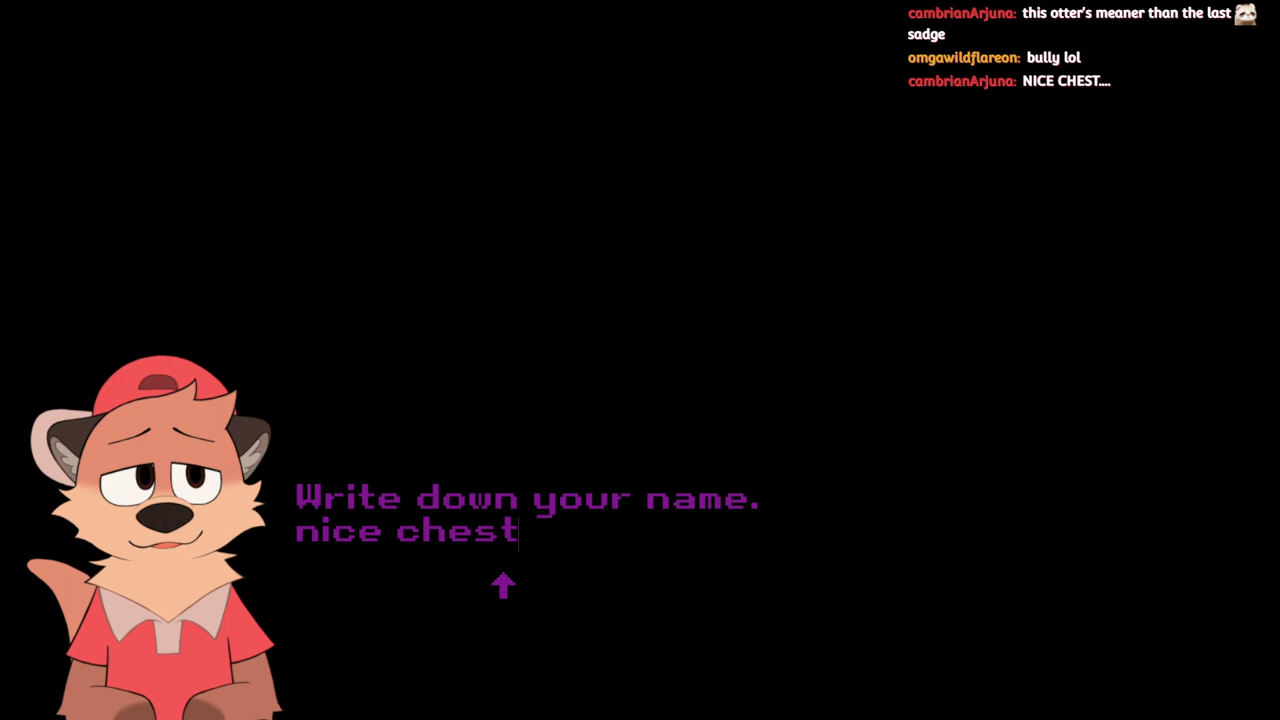 cambrianArjuna: this otter's meaner than the last
sadge
omgawildflareon: bully lol
cambrianArjuna: NICE CHEST....
Write down your name.
nice chest